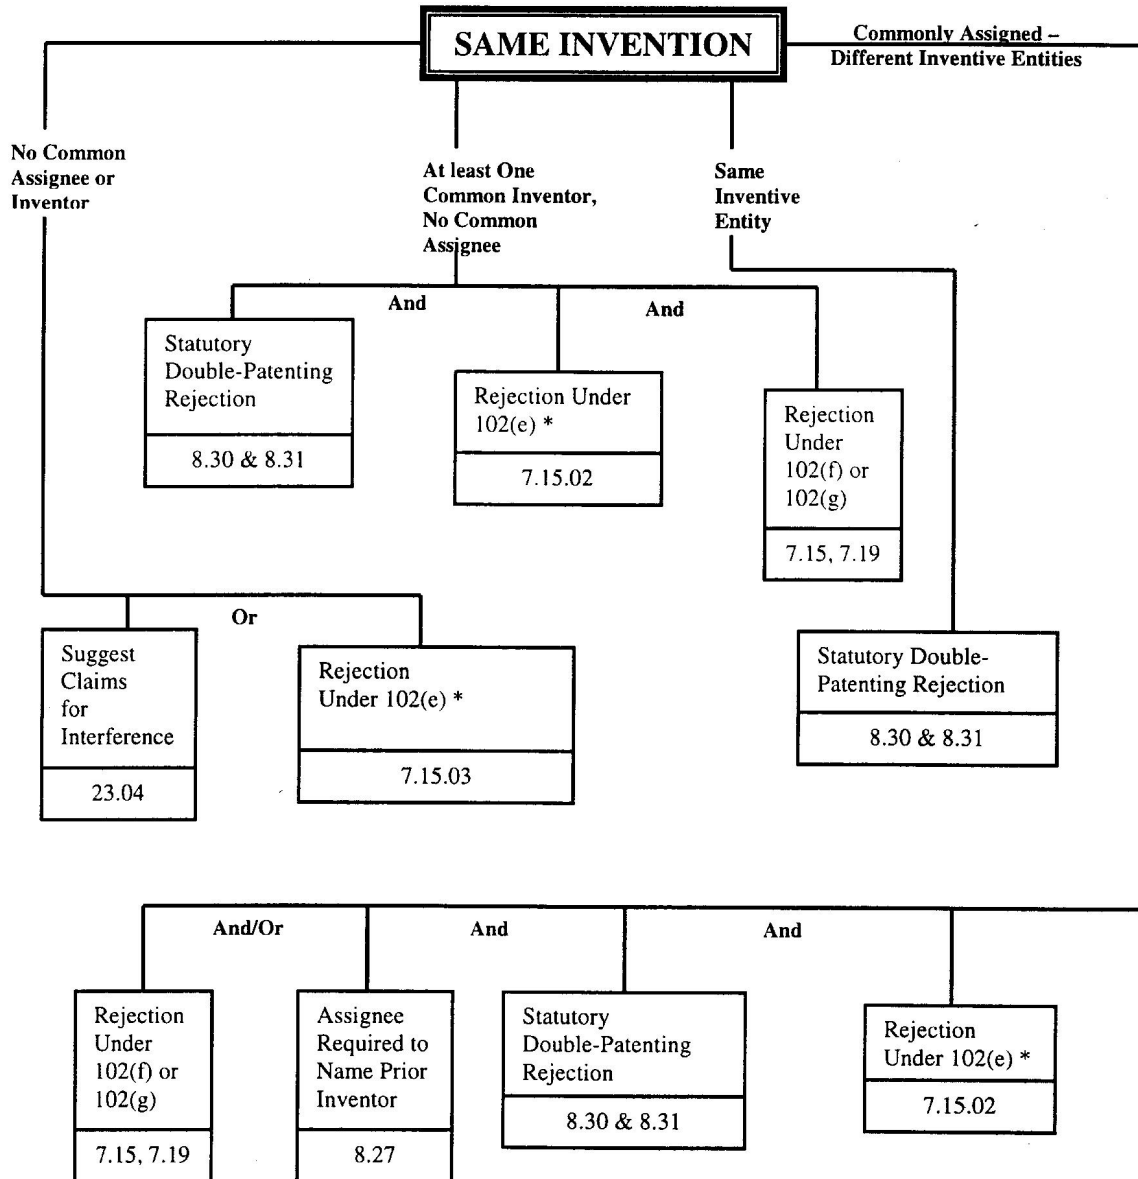 SAME INVENTION
Commonly Assigned –
Different Inventive Entities
No Common
Assignee or
Inventor
At least One
Common Inventor,
No Common
Assignee
Same
Inventive
Entity
And
And
Statutory
Double-Patenting
Rejection
8.30 & 8.31
Rejection Under
102(e) *
7.15.02
Rejection
Under
102(f) or
102(g)
7.15, 7.19
Or
Suggest
Claims
for
Interference
23.04
Rejection
Under 102(e) *
7.15.03
Statutory Double-
Patenting Rejection
8.30 & 8.31
And/Or
And
And
Rejection
Under
102(f) or
102(g)
7.15, 7.19
Assignee
Required to
Name Prior
Inventor
8.27
Statutory
Double-Patenting
Rejection
8.30 & 8.31
Rejection
Under 102(e) *
7.15.02